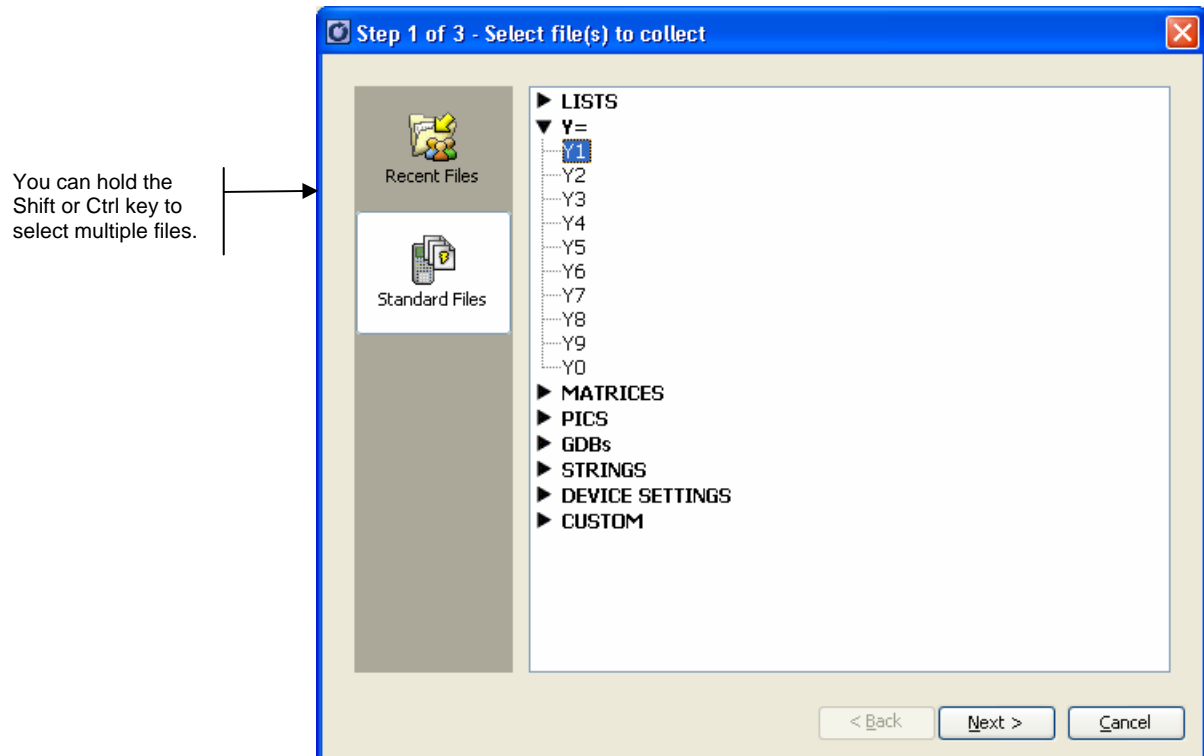 Step 1 of 3 - Select file(s) to collect
You can hold the
Shift or Ctrl key to
select multiple files.
Recent Files
Standard Files
LISTS
Y=
Y1
Y2
Y3
Y4
Y5
Y6
Y7
Y8
Y9
Y0
MATRICES
PICS
GDBs
STRINGS
DEVICE SETTINGS
CUSTOM
< Back
Next >
Cancel